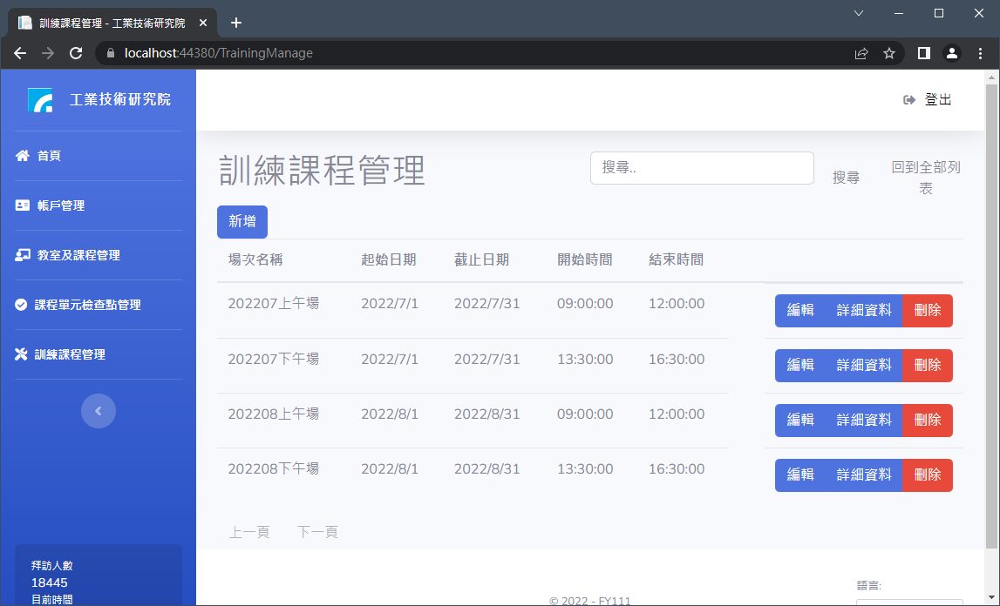 訓練課程管理 - 工業技術研究院
localhost:44380/TrainingManage
工業技術研究院
登出
首頁
帳戶管理
教室及課程管理
課程單元檢查點管理
訓練課程管理
拜訪人數
18445
目前時間
訓練課程管理
搜尋..
搜尋
回到全部列
表
新增
場次名稱 起始日期 截止日期 開始時間 結束時間
202207上午場 2022/7/1 2022/7/31 09:00:00 12:00:00 編輯 詳細資料 刪除
202207下午場 2022/7/1 2022/7/31 13:30:00 16:30:00 編輯 詳細資料 刪除
202208上午場 2022/8/1 2022/8/31 09:00:00 12:00:00 編輯 詳細資料 刪除
202208下午場 2022/8/1 2022/8/31 13:30:00 16:30:00 編輯 詳細資料 刪除
上一頁 下一頁
語言:
© 2022 - FY111